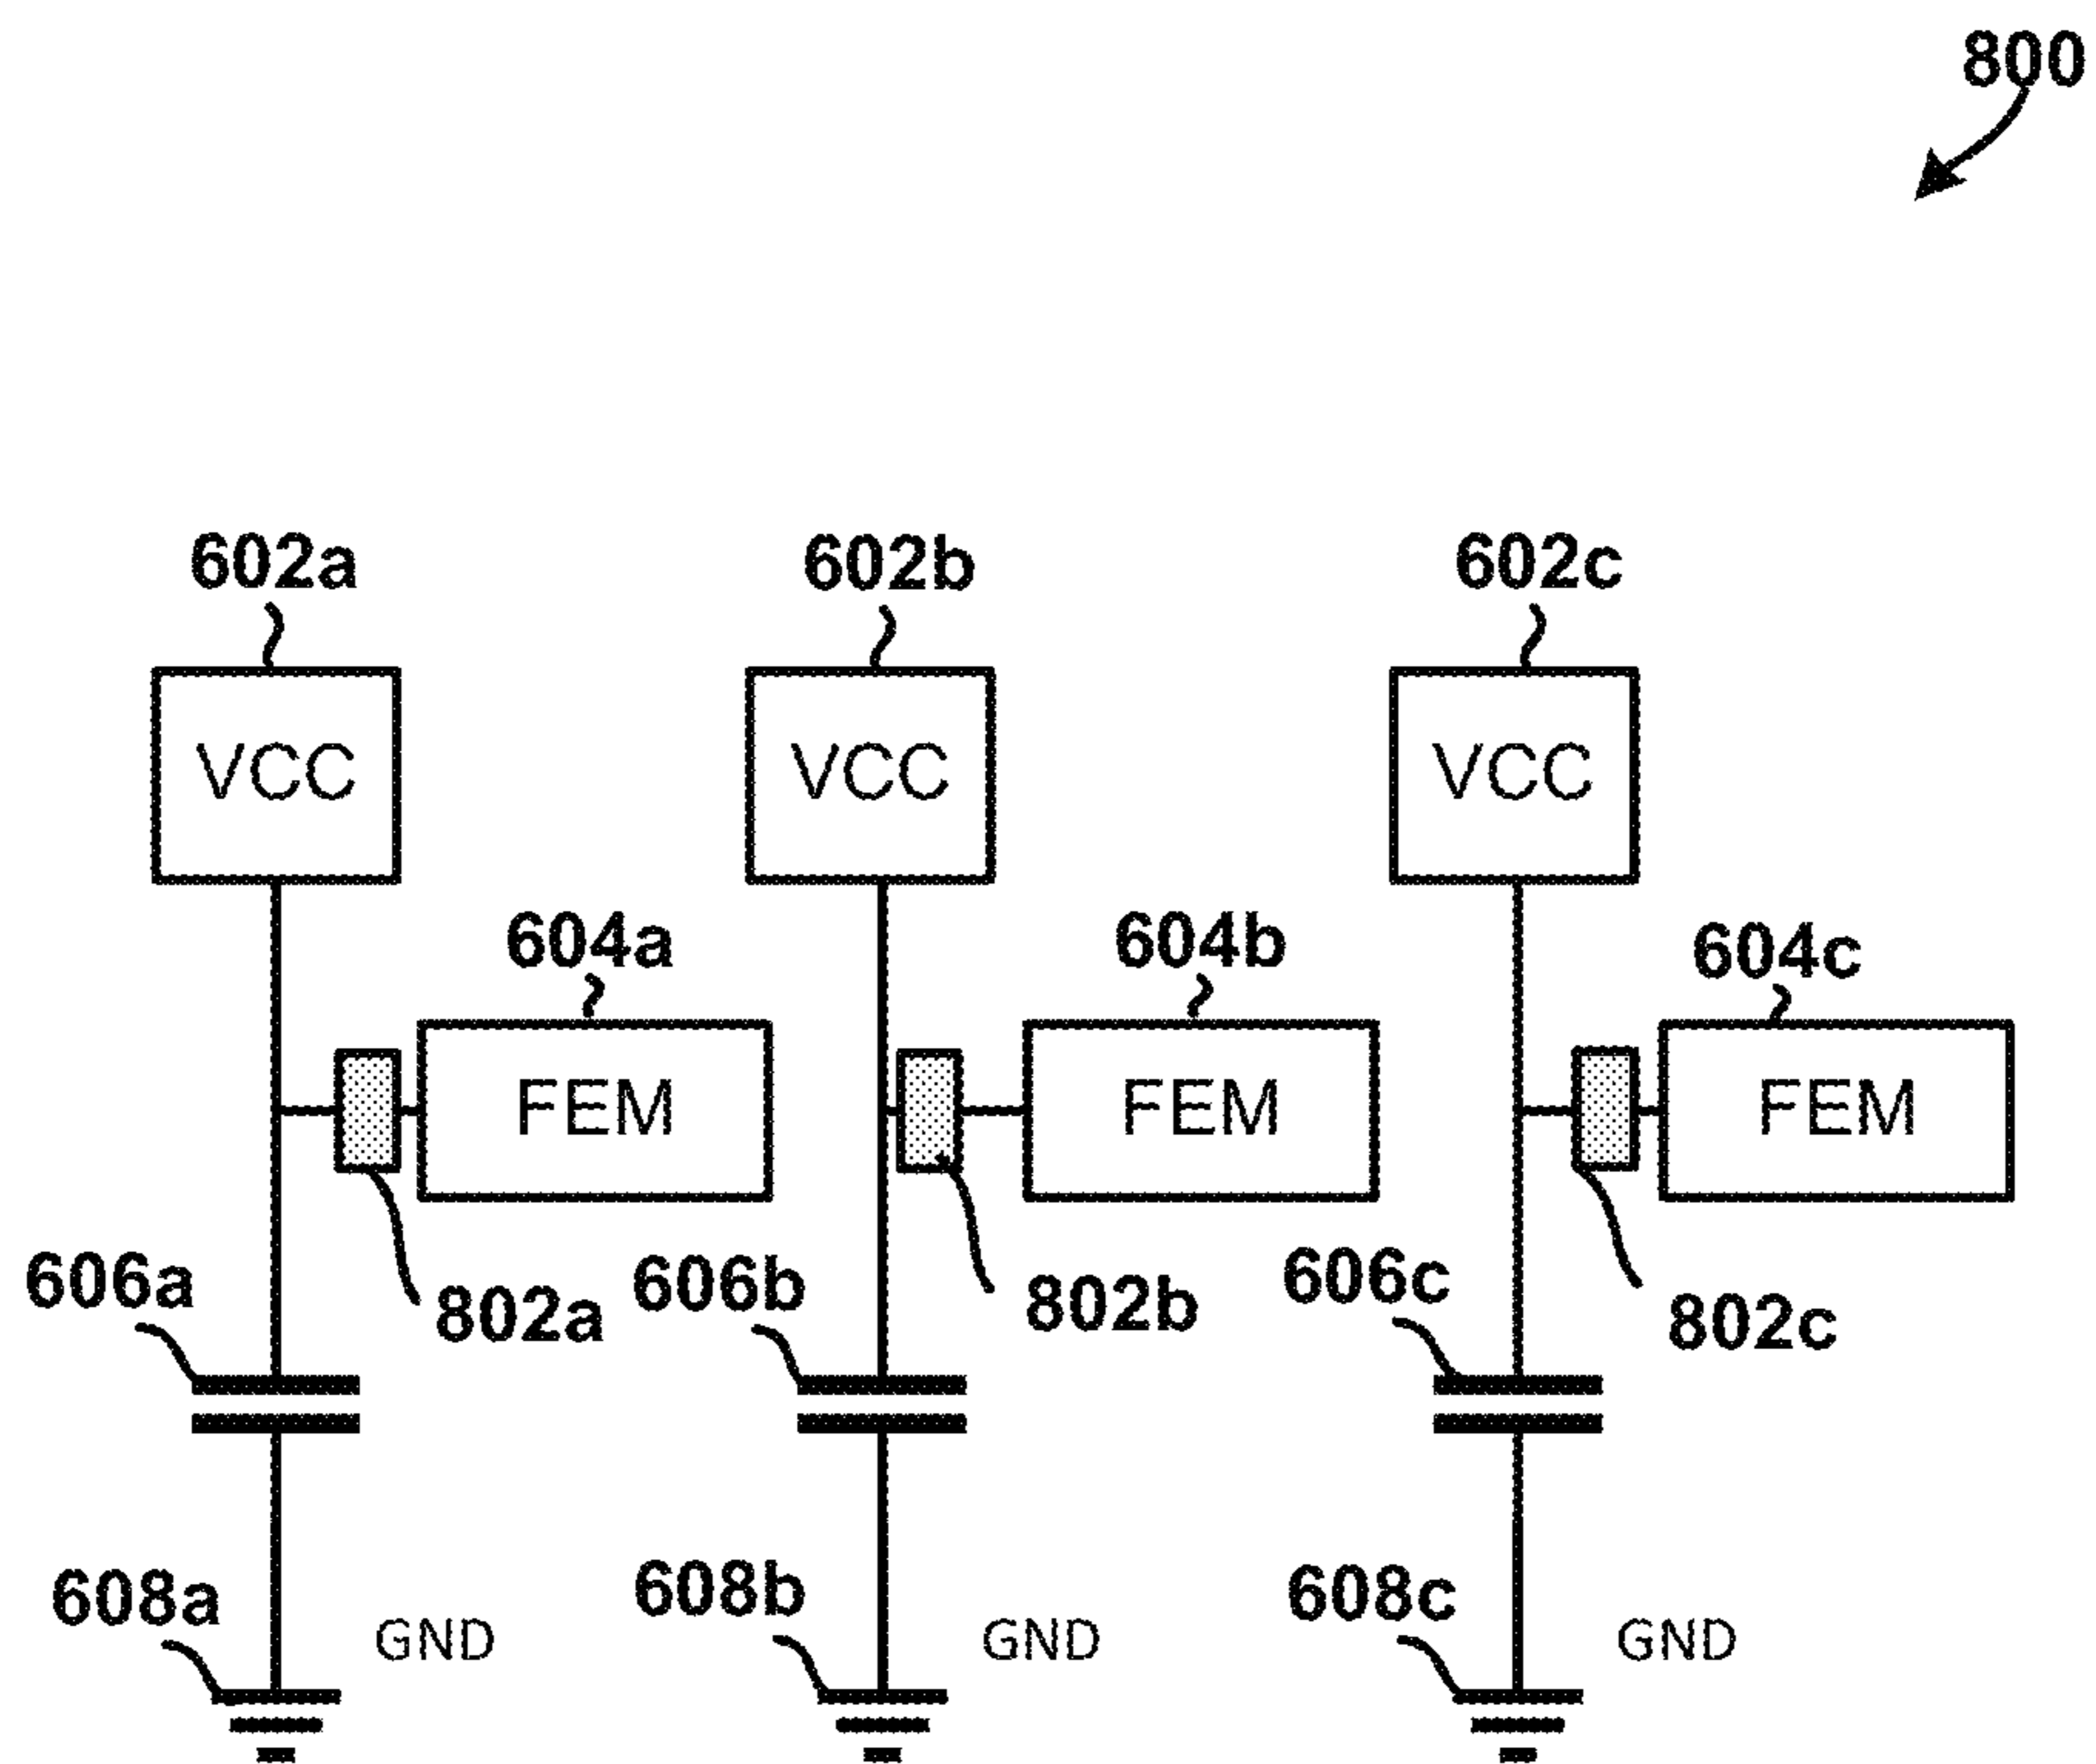 800
602a 602b 602c
VCC VCC VCC
604a 604b 604c
FEM FEM FEM
606a 802a 606b 802b 606c 802c
608a GND 608b GND 608c GND